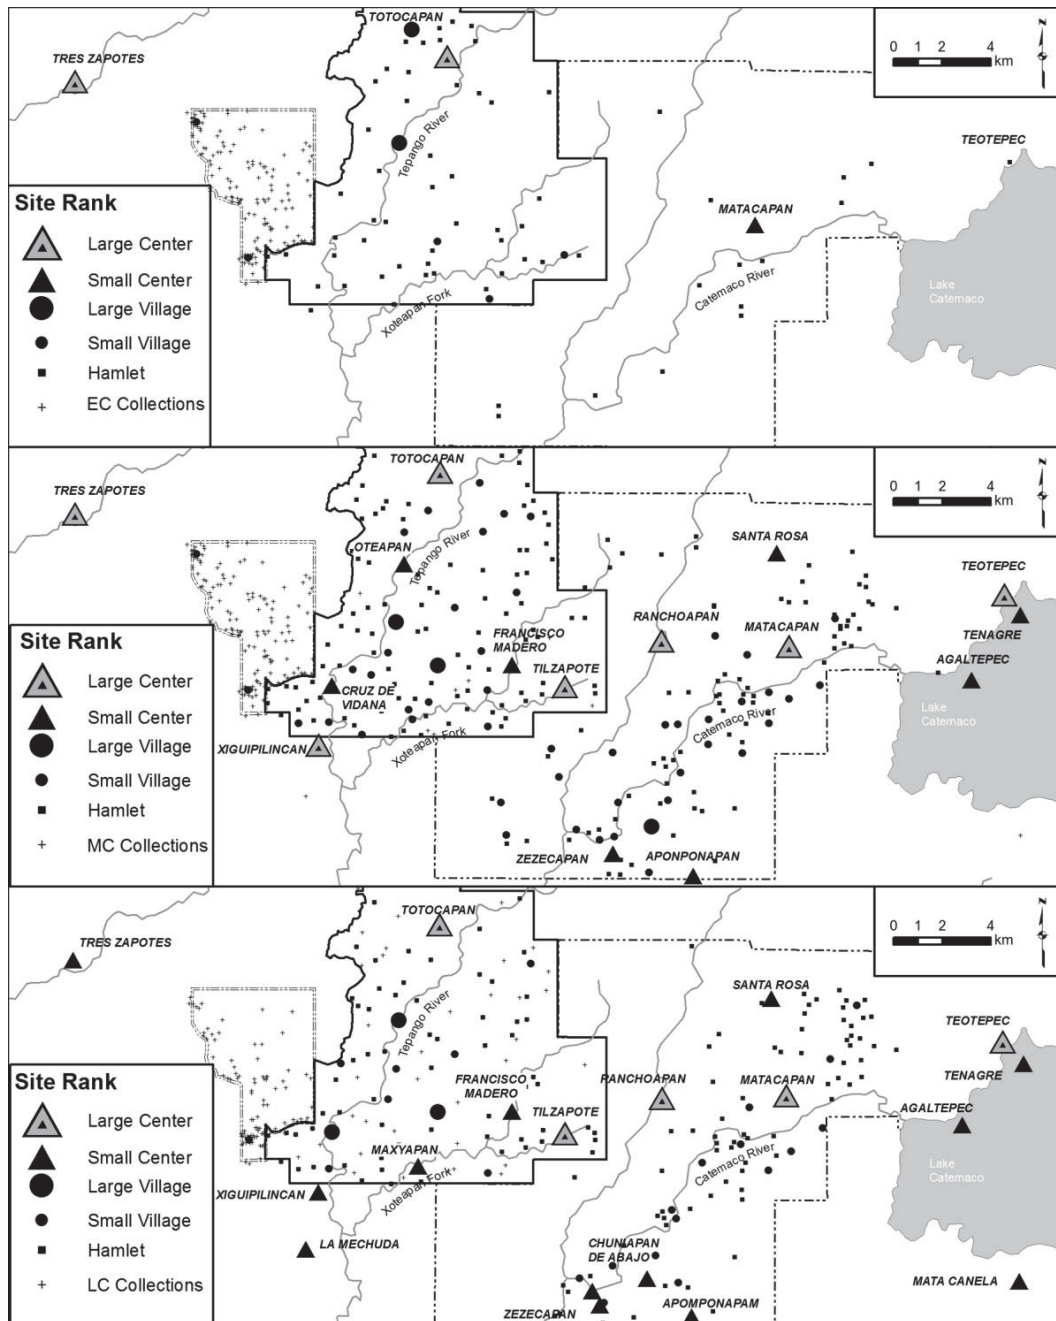 TOTOCAPAN
TRES ZAPOTES
N
0 1 2 4
km
Tepango River
TEOTEPEC
MATACAPAN
Site Rank
Large Center
Small Center
Large Village
Small Village
Hamlet
EC Collections
Xoteapan Fork
Catemaco River
Lake
Catemaco
TOTOCAPAN
TRES ZAPOTES
N
0 1 2 4
km
OTEAPAN
Tepango River
SANTA ROSA
TEOTEPEC
RANCHOAPAN
MATACAPAN
TENAGRE
FRANCISCO
MADERO
TILZAPOTE
AGALTEPEC
CRUZ DE
VIDANA
Site Rank
Large Center
Small Center
Large Village
Small Village
Hamlet
MC Collections
XIGUIPILINCAN
Xoteapan Fork
Catemaco River
Lake
Catemaco
ZEZECAPAN
APONPONAPAN
TOTOCAPAN
TRES ZAPOTES
N
0 1 2 4
km
SANTA ROSA
Tepango River
TEOTEPEC
FRANCISCO
MADERO
RANCHOAPAN
MATACAPAN
TENAGRE
TILZAPOTE
AGALTEPEC
Site Rank
Large Center
Small Center
Large Village
Small Village
Hamlet
LC Collections
MAXYAPAN
Xoteapan Fork
Catemaco River
Lake
Catemaco
XIGUIPILINCAN
LA MECHUDA
CHUNIAPAN
DE ABAJO
MATA CANELA
ZEZECAPAN
APOMPONAPAM